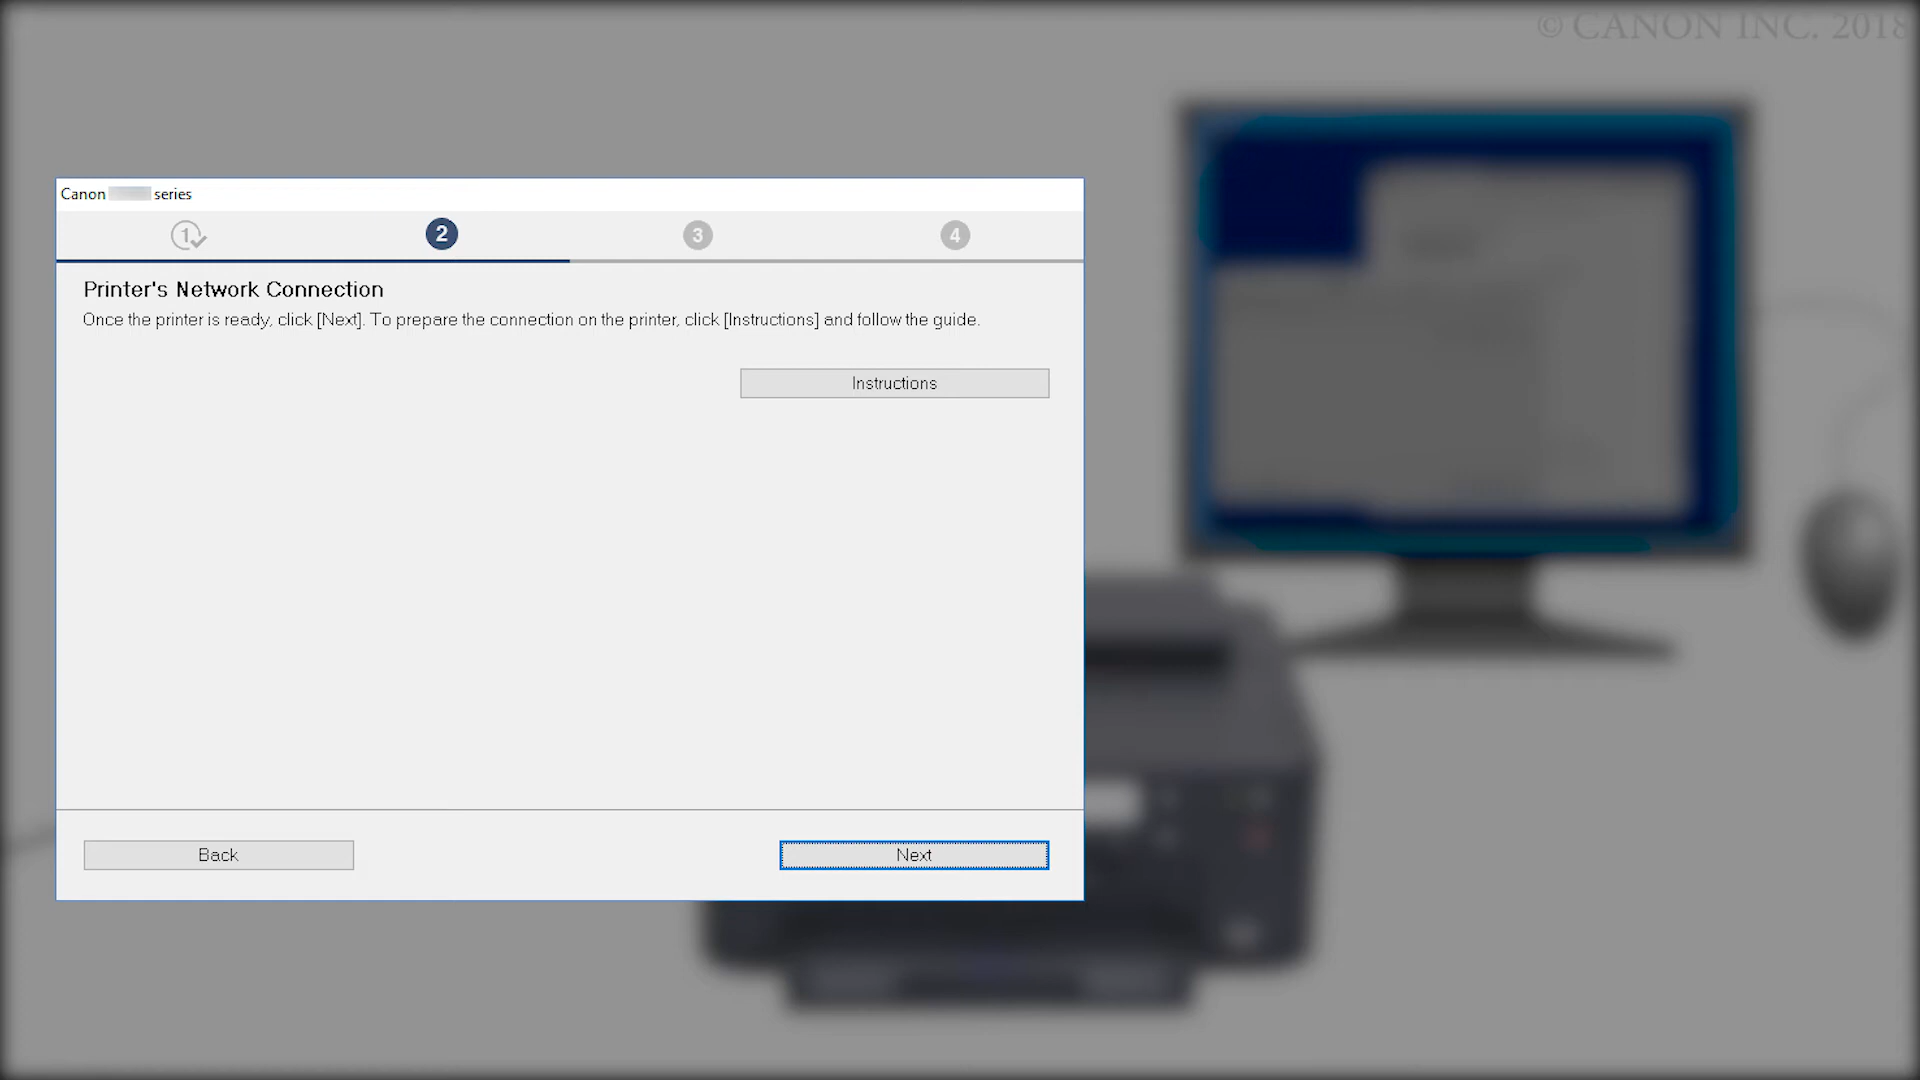 © CANON INC. 2018
Canon series
1 2 3 4
Printer's Network Connection
Once the printer is ready, click [Next]. To prepare the connection on the printer, click [Instructions] and follow the guide.
Instructions
Back Next